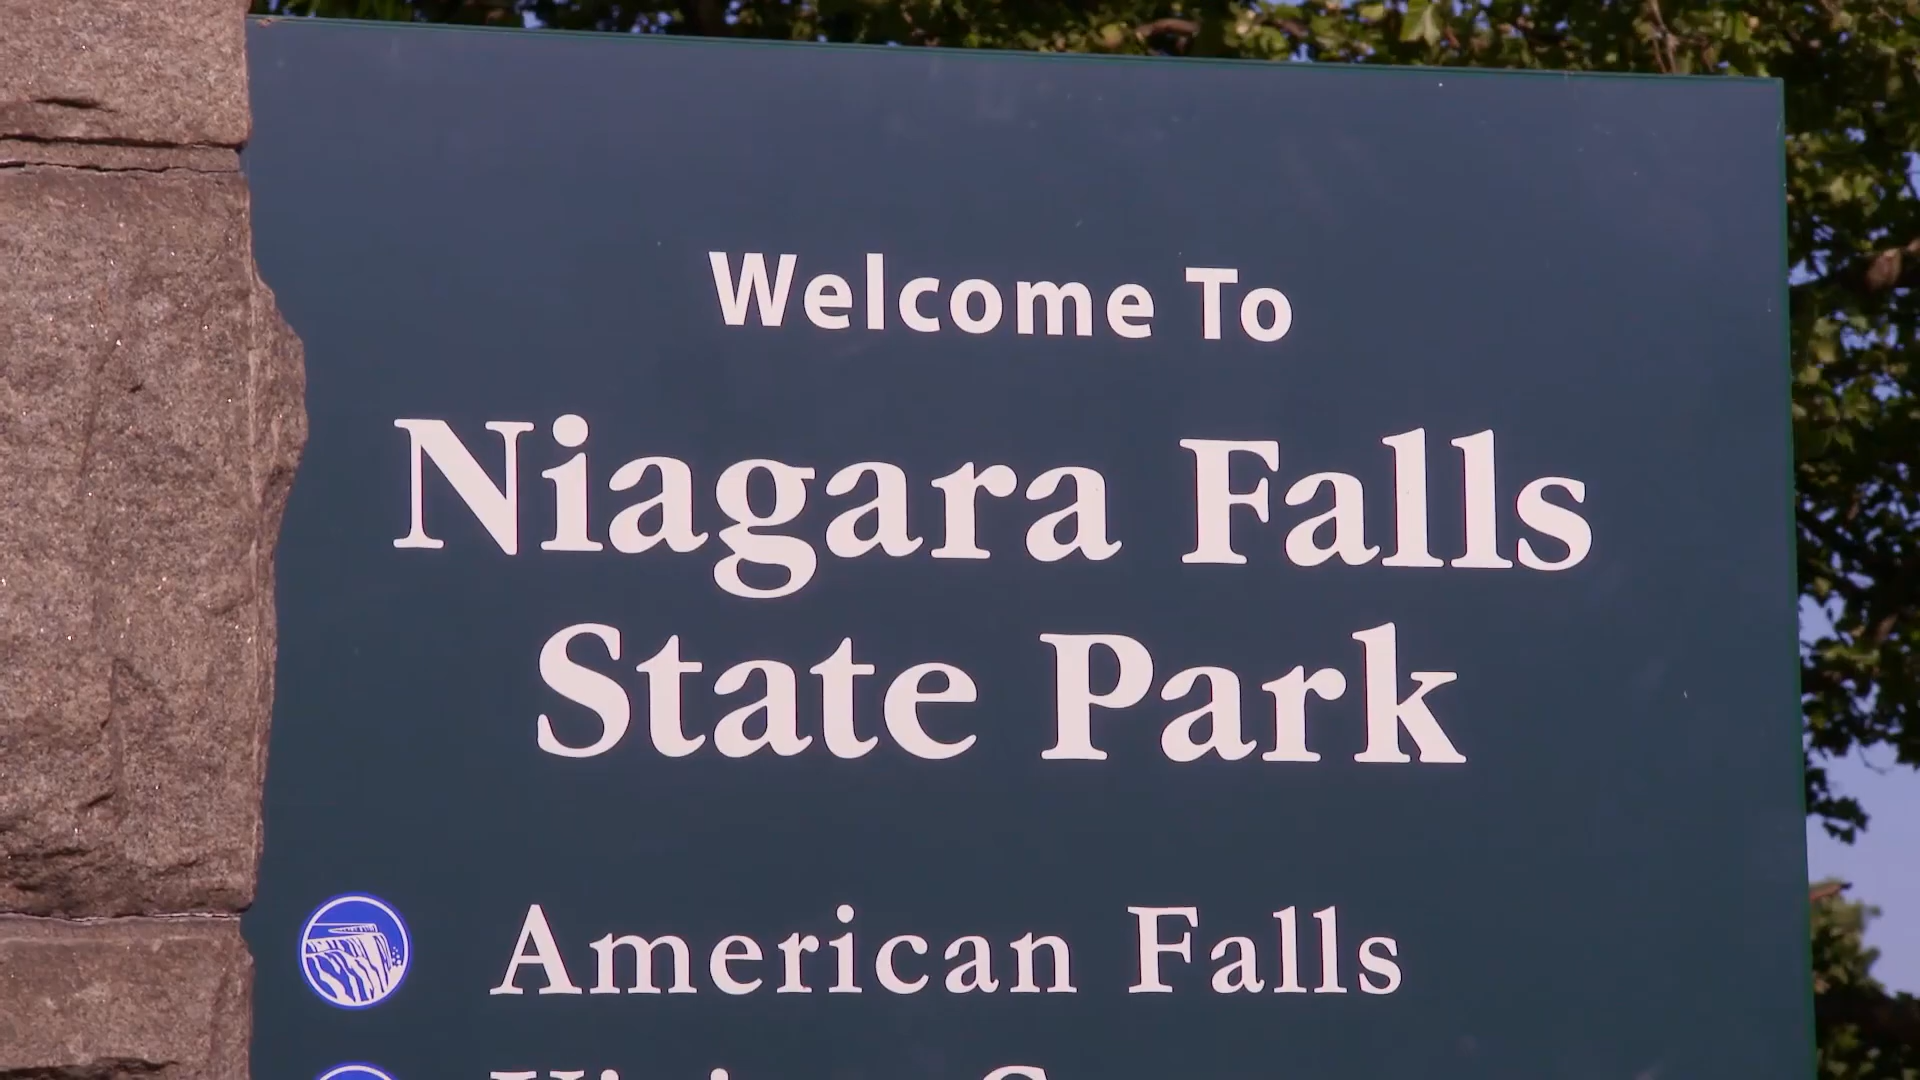 Welcome To
Niagara Falls
State Park
American Falls